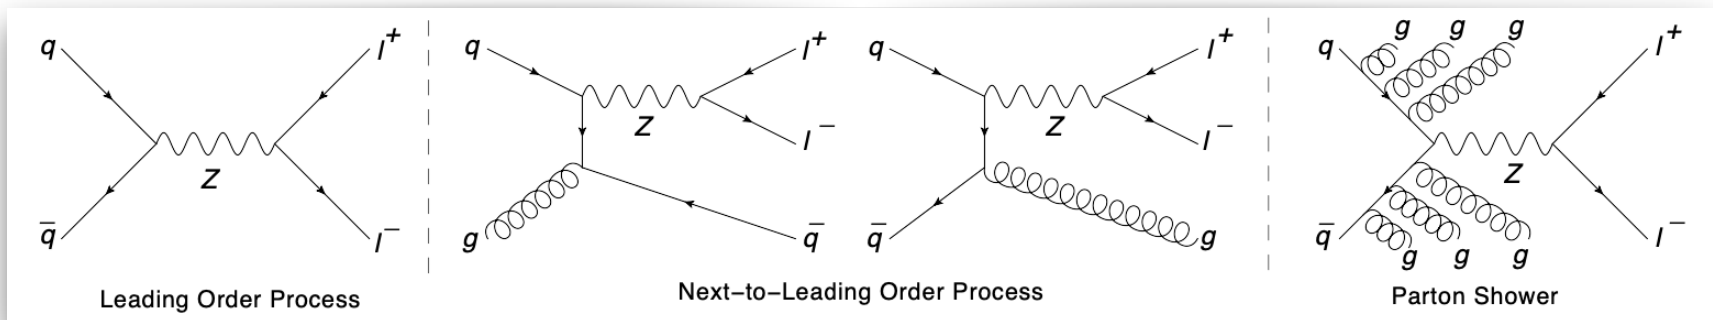 q
l+
Z
q̅
l−
Leading Order Process
q
l+
Z
l−
g
q̅
q
l+
Z
l−
q̅
g
Next−to−Leading Order Process
g g g
q
l+
Z
q̅
l−
g g g
Parton Shower